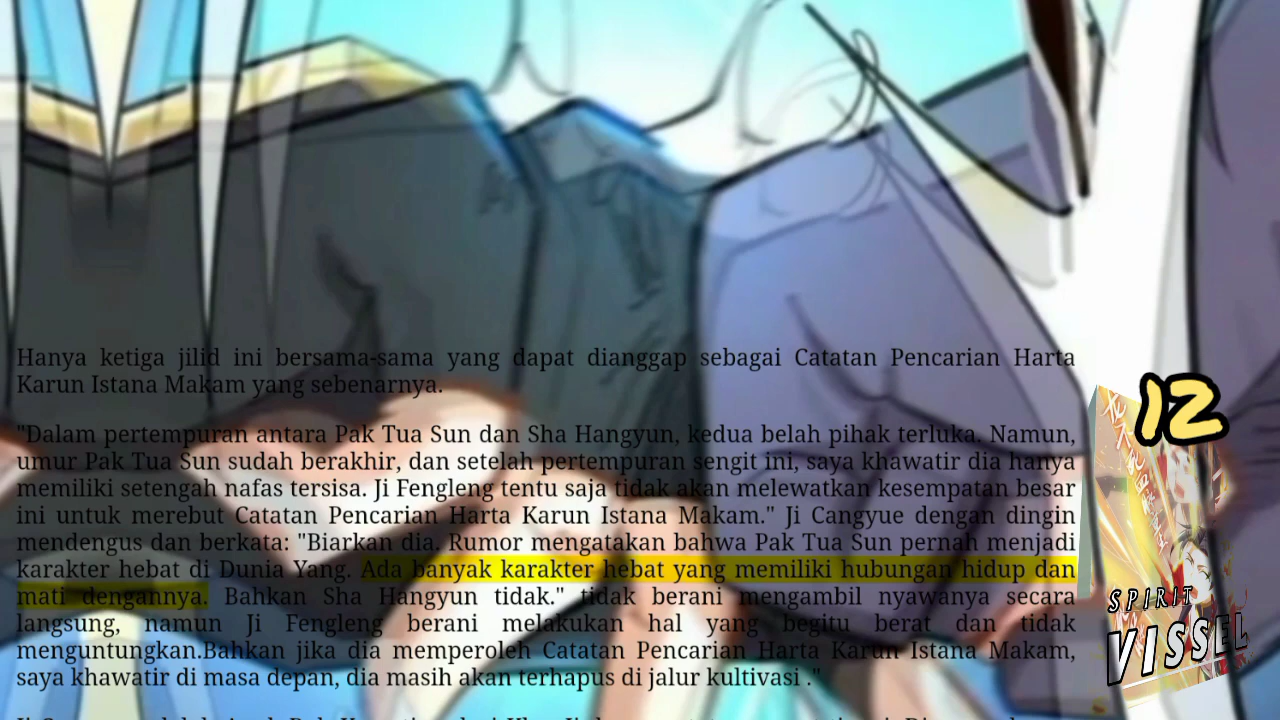 Hanya ketiga jilid ini bersama-sama yang dapat dianggap sebagai Catatan Pencarian Harta
Karun Istana Makam yang sebenarnya.
"Dalam pertempuran antara Pak Tua Sun dan Sha Hangyun, kedua belah pihak terluka. Namun,
umur Pak Tua Sun sudah berakhir, dan setelah pertempuran sengit ini, saya khawatir dia hanya
memiliki setengah nafas tersisa. Ji Fengleng tentu saja tidak akan melewatkan kesempatan besar
ini untuk merebut Catatan Pencarian Harta Karun Istana Makam." Ji Cangyue dengan dingin
mendengus dan berkata: "Biarkan dia. Rumor mengatakan bahwa Pak Tua Sun pernah menjadi
karakter hebat di Dunia Yang. Ada banyak karakter hebat yang memiliki hubungan hidup dan
mati dengannya. Bahkan Sha Hangyun tidak." tidak berani mengambil nyawanya secara
langsung, namun Ji Fengleng berani melakukan hal yang begitu berat dan tidak
menguntungkan.Bahkan jika dia memperoleh Catatan Pencarian Harta Karun Istana Makam,
saya khawatir di masa depan, dia masih akan terhapus di jalur kultivasi ."
12
SPIRIT
VISSEL